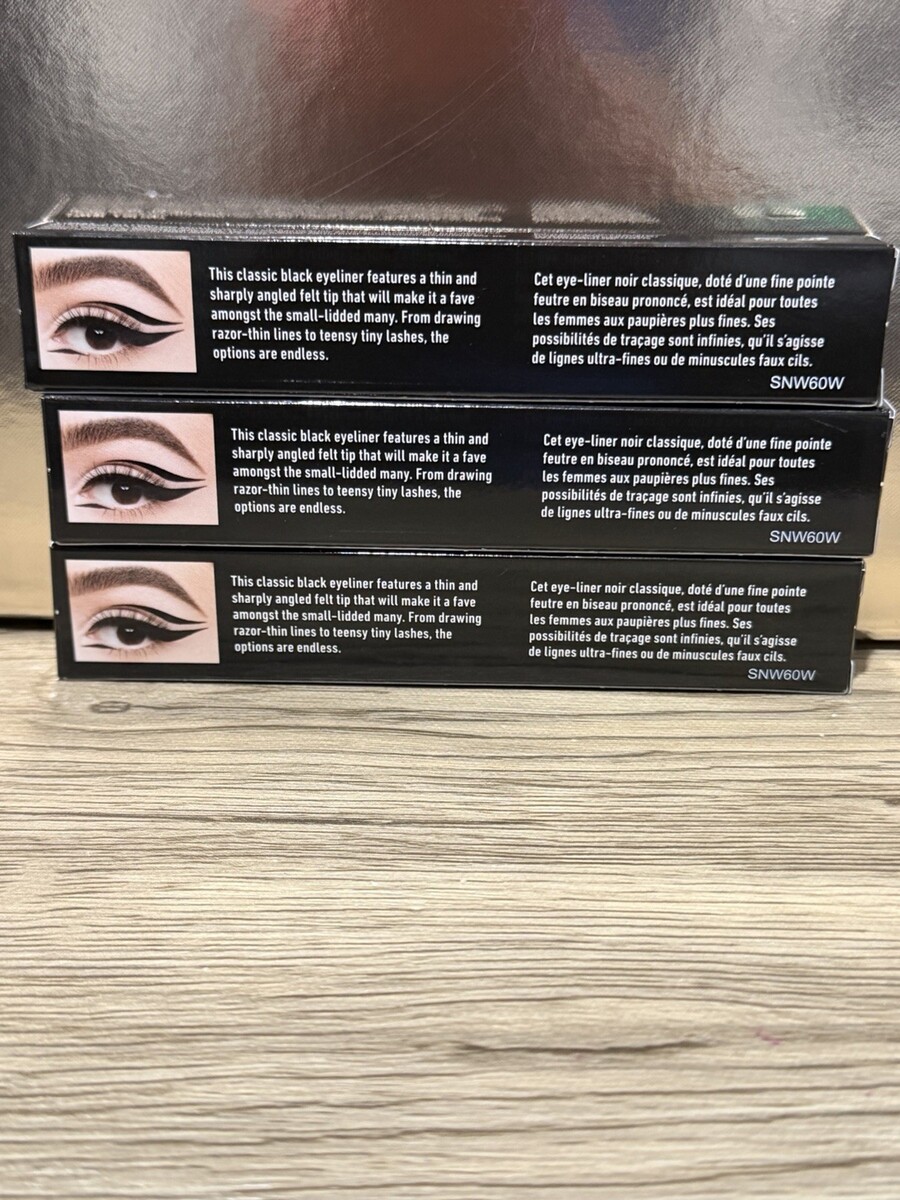 This classic black eyeliner features a thin and
sharply angled felt tip that will make it a fave
amongst the small-lidded many. From drawing
razor-thin lines to teensy tiny lashes, the
options are endless.
Cet eye-liner noir classique, doté d'une fine pointe
feutre en biseau prononcé, est idéal pour toutes
les femmes aux paupières plus fines. Ses
possibilités de traçage sont infinies, qu'il s'agisse
de lignes ultra-fines ou de minuscules faux cils.
SNW60W
This classic black eyeliner features a thin and
sharply angled felt tip that will make it a fave
amongst the small-lidded many. From drawing
razor-thin lines to teensy tiny lashes, the
options are endless.
Cet eye-liner noir classique, doté d'une fine pointe
feutre en biseau prononcé, est idéal pour toutes
les femmes aux paupières plus fines. Ses
possibilités de traçage sont infinies, qu'il s'agisse
de lignes ultra-fines ou de minuscules faux cils.
SNW60W
This classic black eyeliner features a thin and
sharply angled felt tip that will make it a fave
amongst the small-lidded many. From drawing
razor-thin lines to teensy tiny lashes, the
options are endless.
Cet eye-liner noir classique, doté d'une fine pointe
feutre en biseau prononcé, est idéal pour toutes
les femmes aux paupières plus fines. Ses
possibilités de traçage sont infinies, qu'il s'agisse
de lignes ultra-fines ou de minuscules faux cils.
SNW60W